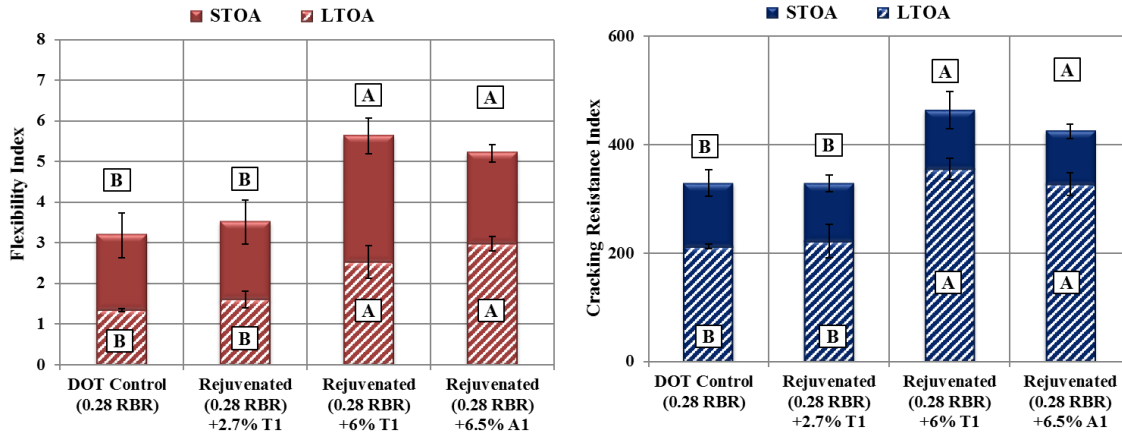 STOA LTOA
8
7
6
5
4
3
2
1
0
Flexibility Index
B
B
A
A
B
B
A
A
DOT Control
(0.28 RBR)
Rejuvenated
(0.28 RBR)
+2.7% T1
Rejuvenated
(0.28 RBR)
+6% T1
Rejuvenated
(0.28 RBR)
+6.5% A1
STOA LTOA
600
400
200
0
Cracking Resistance Index
B
B
A
A
B
B
A
A
DOT Control
(0.28 RBR)
Rejuvenated
(0.28 RBR)
+2.7% T1
Rejuvenated
(0.28 RBR)
+6% T1
Rejuvenated
(0.28 RBR)
+6.5% A1